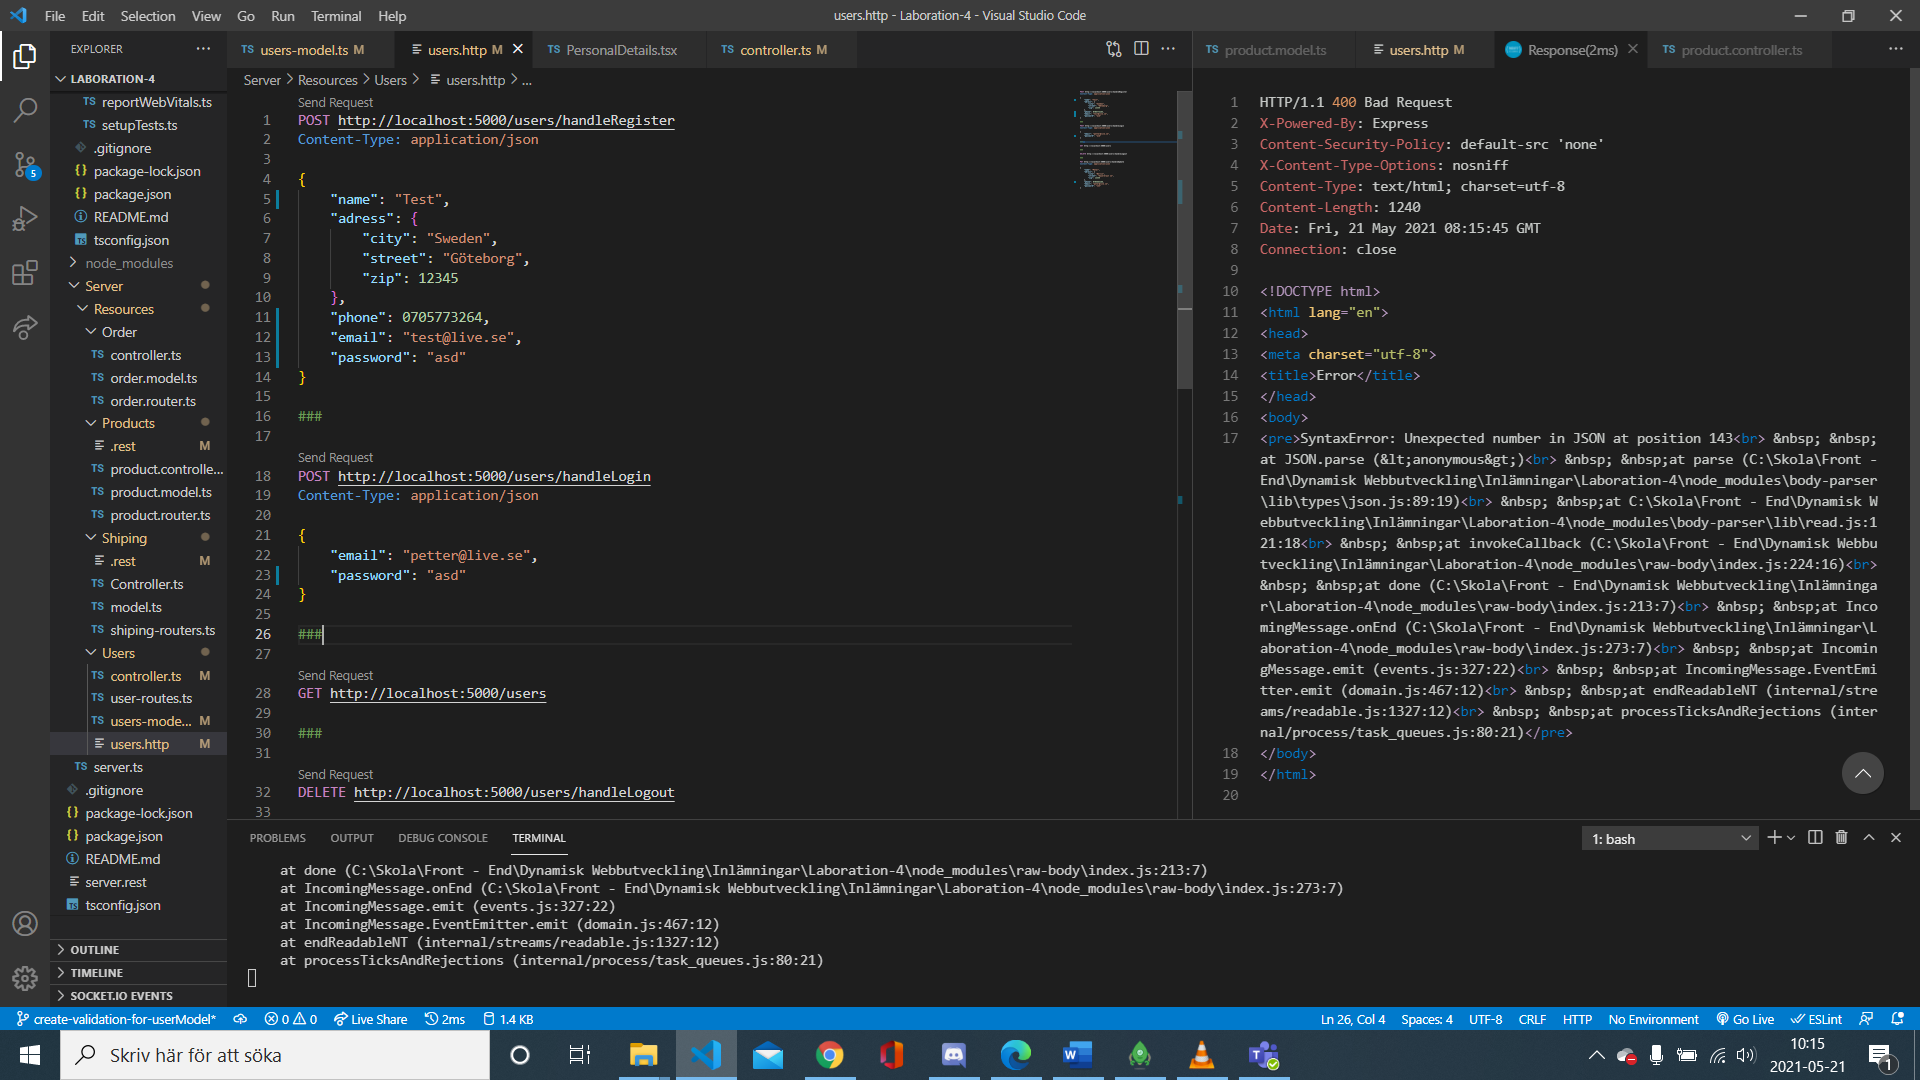 File Edit Selection View Go Run Terminal Help
users.http - Laboration-4 - Visual Studio Code
EXPLORER
LABORATION-4
TS reportWebVitals.ts
TS setupTests.ts
.gitignore
{} package-lock.json
{} package.json
README.md
tsconfig.json
node_modules
Server
Resources
Order
TS controller.ts
TS order.model.ts
TS order.router.ts
Products
.rest M
TS product.controlle...
TS product.model.ts
TS product.router.ts
Shiping
.rest M
TS Controller.ts
TS model.ts
TS shiping-routers.ts
Users
TS controller.ts M
TS user-routes.ts
TS users-mode... M
users.http M
TS server.ts
.gitignore
{} package-lock.json
{} package.json
README.md
server.rest
tsconfig.json
OUTLINE
TIMELINE
SOCKET.IO EVENTS
5
TS users-model.ts M
users.http M
TS PersonalDetails.tsx
TS controller.ts M
Server > Resources > Users > users.http > ...
Send Request
1 POST http://localhost:5000/users/handleRegister
2 Content-Type: application/json
3
4 {
5 "name": "Test",
6 "adress": {
7 "city": "Sweden",
8 "street": "Göteborg",
9 "zip": 12345
10 },
11 "phone": 0705773264,
12 "email": "test@live.se",
13 "password": "asd"
14 }
15
16 ###
17
Send Request
18 POST http://localhost:5000/users/handleLogin
19 Content-Type: application/json
20
21 {
22 "email": "petter@live.se",
23 "password": "asd"
24 }
25
26 ###
27
Send Request
28 GET http://localhost:5000/users
29
30 ###
31
Send Request
32 DELETE http://localhost:5000/users/handleLogout
33
TS product.model.ts
users.http M
Response(2ms)
TS product.controller.ts
1 HTTP/1.1 400 Bad Request
2 X-Powered-By: Express
3 Content-Security-Policy: default-src 'none'
4 X-Content-Type-Options: nosniff
5 Content-Type: text/html; charset=utf-8
6 Content-Length: 1240
7 Date: Fri, 21 May 2021 08:15:45 GMT
8 Connection: close
9
10 <!DOCTYPE html>
11 <html lang="en">
12 <head>
13 <meta charset="utf-8">
14 <title>Error</title>
15 </head>
16 <body>
17 <pre>SyntaxError: Unexpected number in JSON at position 143<br> &nbsp; &nbsp;
at JSON.parse (&lt;anonymous&gt;)<br> &nbsp; &nbsp;at parse (C:\Skola\Front -
End\Dynamisk Webbutveckling\Inlämningar\Laboration-4\node_modules\body-parser
\lib\types\json.js:89:19)<br> &nbsp; &nbsp;at C:\Skola\Front - End\Dynamisk W
ebbutveckling\Inlämningar\Laboration-4\node_modules\body-parser\lib\read.js:1
21:18<br> &nbsp; &nbsp;at invokeCallback (C:\Skola\Front - End\Dynamisk Webbu
tveckling\Inlämningar\Laboration-4\node_modules\raw-body\index.js:224:16)<br>
&nbsp; &nbsp;at done (C:\Skola\Front - End\Dynamisk Webbutveckling\Inlämninga
r\Laboration-4\node_modules\raw-body\index.js:213:7)<br> &nbsp; &nbsp;at Inco
mingMessage.onEnd (C:\Skola\Front - End\Dynamisk Webbutveckling\Inlämningar\L
aboration-4\node_modules\raw-body\index.js:273:7)<br> &nbsp; &nbsp;at Incomin
gMessage.emit (events.js:327:22)<br> &nbsp; &nbsp;at IncomingMessage.EventEmi
tter.emit (domain.js:467:12)<br> &nbsp; &nbsp;at endReadableNT (internal/stre
ams/readable.js:1327:12)<br> &nbsp; &nbsp;at processTicksAndRejections (inter
nal/process/task_queues.js:80:21)</pre>
18 </body>
19 </html>
20
PROBLEMS OUTPUT DEBUG CONSOLE TERMINAL
1: bash
at done (C:\Skola\Front - End\Dynamisk Webbutveckling\Inlämningar\Laboration-4\node_modules\raw-body\index.js:213:7)
at IncomingMessage.onEnd (C:\Skola\Front - End\Dynamisk Webbutveckling\Inlämningar\Laboration-4\node_modules\raw-body\index.js:273:7)
at IncomingMessage.emit (events.js:327:22)
at IncomingMessage.EventEmitter.emit (domain.js:467:12)
at endReadableNT (internal/streams/readable.js:1327:12)
at processTicksAndRejections (internal/process/task_queues.js:80:21)
create-validation-for-userModel* 0 0 Live Share 2ms 1.4 KB
Ln 26, Col 4 Spaces: 4 UTF-8 CRLF HTTP No Environment Go Live ESLint
Skriv här för att söka
10:15
2021-05-21
1